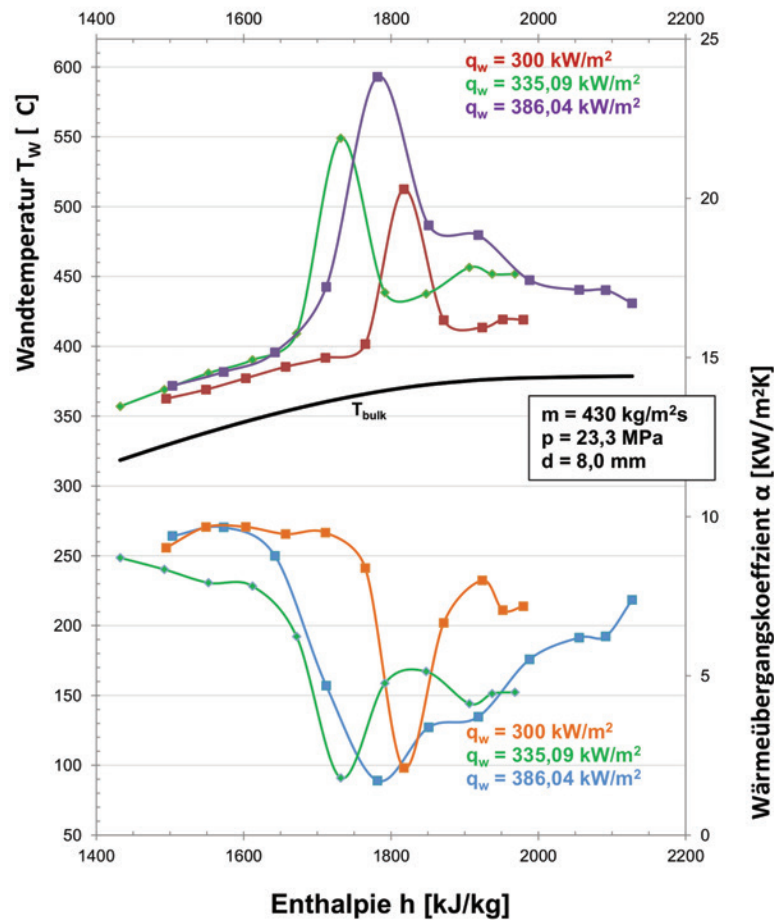 1400 1600 1800 2000 2200
600
550
500
450
400
350
300
250
200
150
100
50
25
20
15
10
5
0
Wandtemperatur T_w [ C]
q_w = 300 kW/m²
q_w = 335,09 kW/m²
q_w = 386,04 kW/m²
T_bulk
m = 430 kg/m²s
p = 23,3 MPa
d = 8,0 mm
Wärmeübergangskoeffizient α [KW/m²K]
q_w = 300 kW/m²
q_w = 335,09 kW/m²
q_w = 386,04 kW/m²
1400 1600 1800 2000 2200
Enthalpie h [kJ/kg]